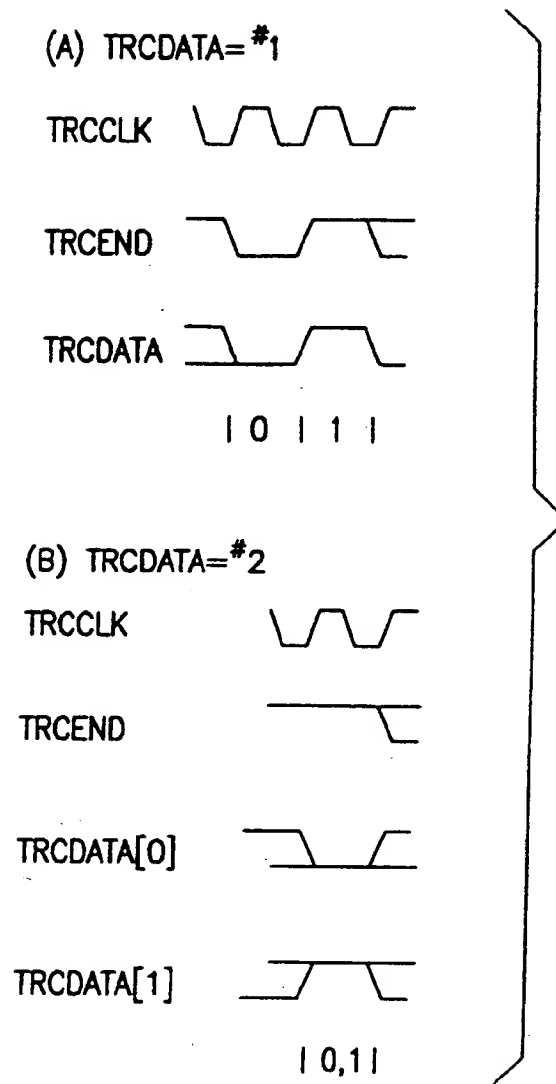 (A) TRCDATA=#1
TRCCLK
TRCEND
TRCDATA
| 0 | 1 |
(B) TRCDATA=#2
TRCCLK
TRCEND
TRCDATA[0]
TRCDATA[1]
| 0,1 |